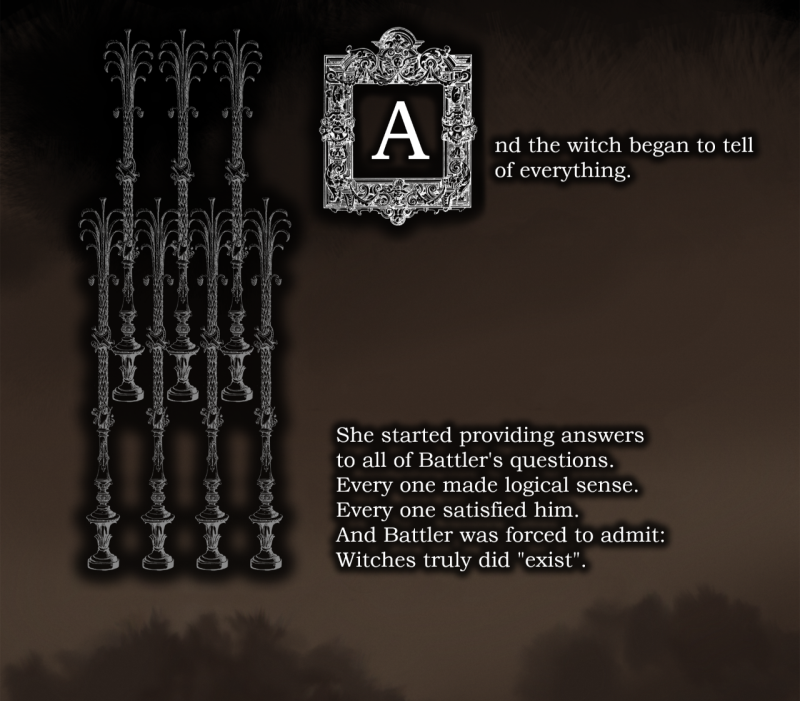 And the witch began to tell
of everything.
She started providing answers
to all of Battler's questions.
Every one made logical sense.
Every one satisfied him.
And Battler was forced to admit:
Witches truly did "exist".